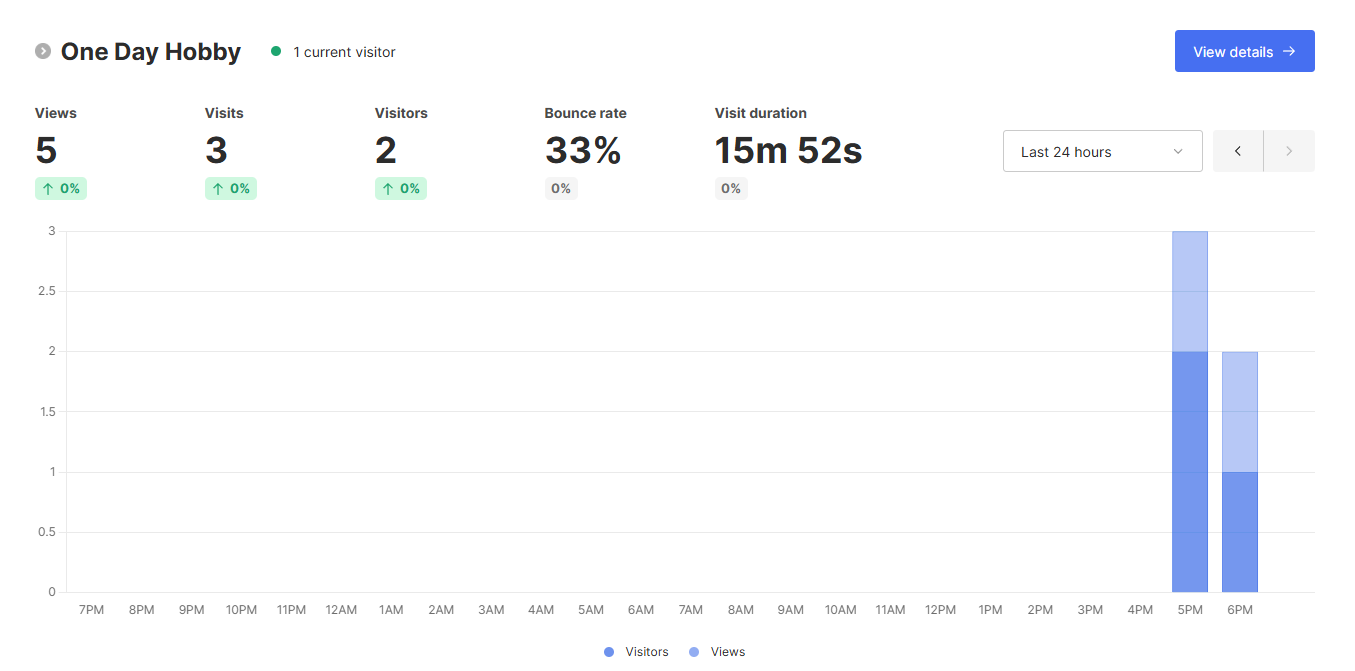 One Day Hobby
1 current visitor
View details →
Views
Visits
Visitors
Bounce rate
Visit duration
5
3
2
33%
15m 52s
Last 24 hours
↑ 0%
↑ 0%
↑ 0%
0%
0%
3
2.5
2
1.5
1
0.5
0
7PM 8PM 9PM 10PM 11PM 12AM 1AM 2AM 3AM 4AM 5AM 6AM 7AM 8AM 9AM 10AM 11AM 12PM 1PM 2PM 3PM 4PM 5PM 6PM
Visitors Views